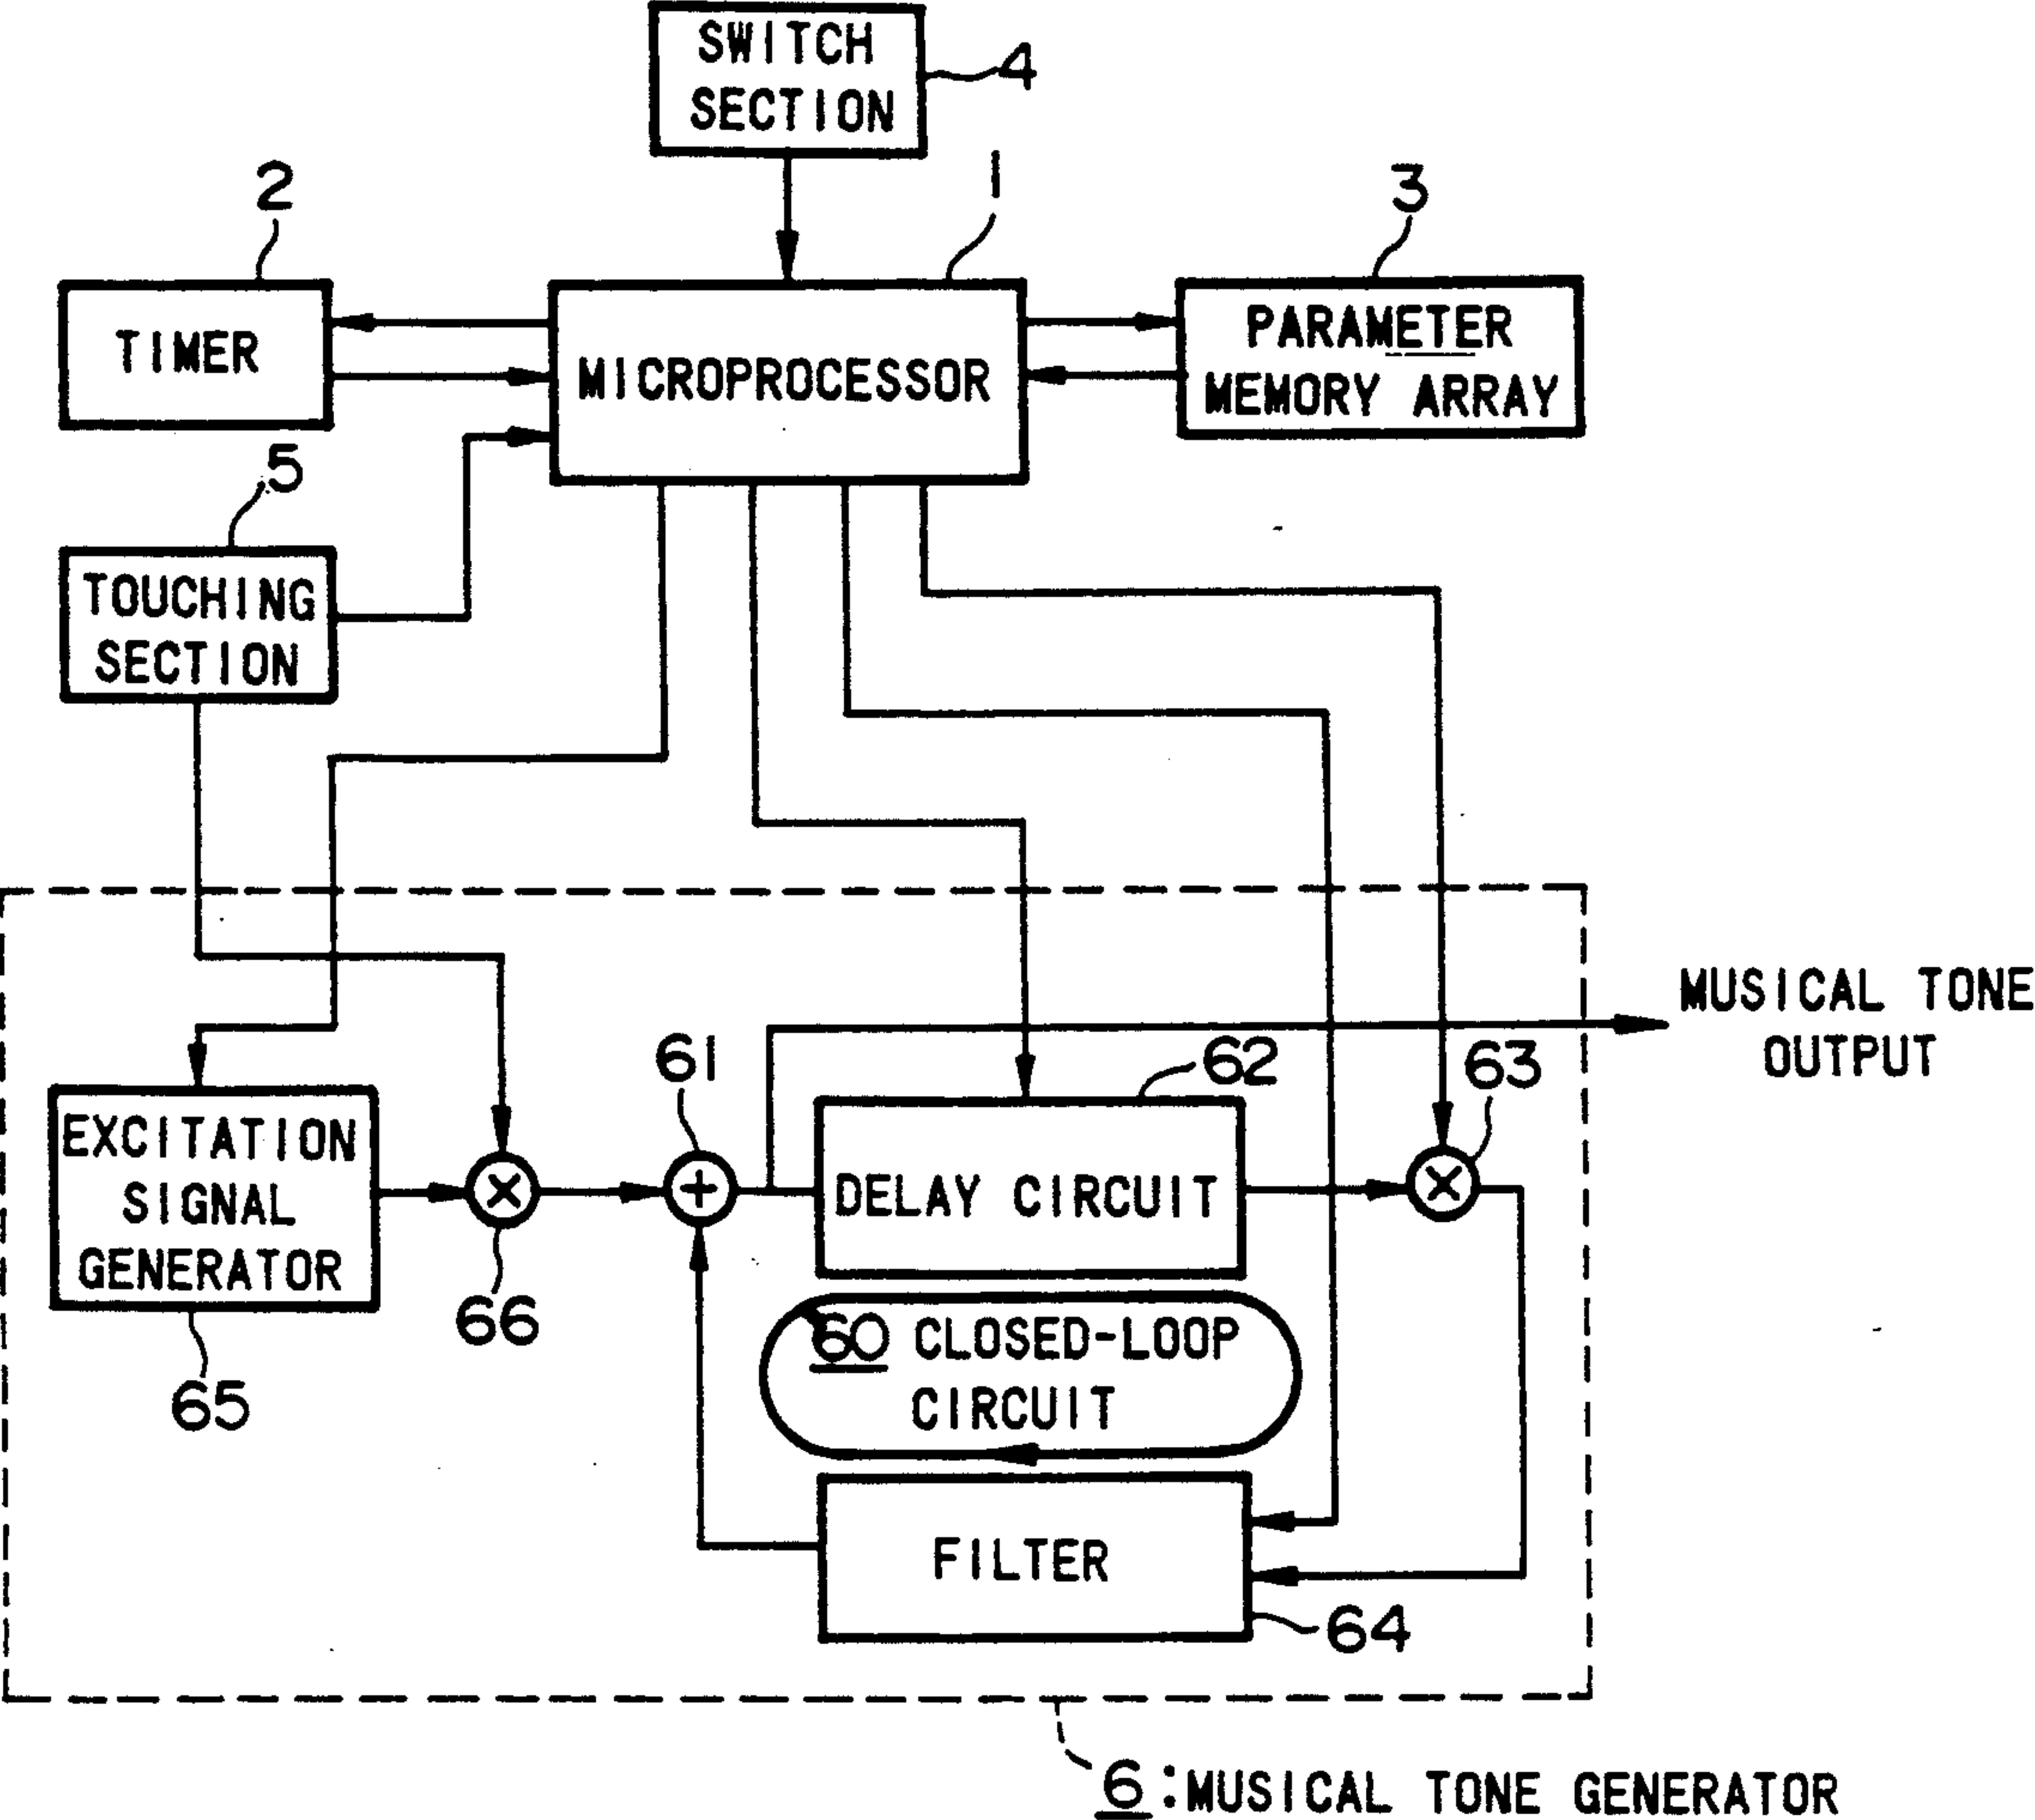 SWITCH
SECTION
4
1
2
3
TIMER
MICROPROCESSOR
PARAMETER
MEMORY ARRAY
5
TOUCHING
SECTION
MUSICAL TONE
OUTPUT
61
62
63
EXCITATION
SIGNAL
GENERATOR
×
+
DELAY CIRCUIT
×
66
65
60 CLOSED-LOOP
CIRCUIT
FILTER
64
6 : MUSICAL TONE GENERATOR